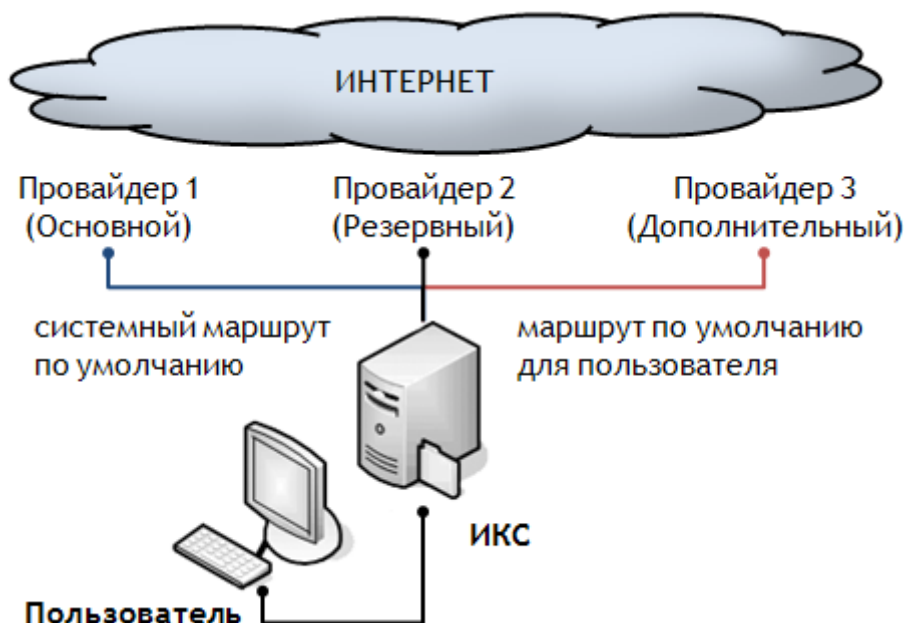 ИНТЕРНЕТ
Провайдер 1
(Основной)
Провайдер 2
(Резервный)
Провайдер 3
(Дополнительный)
системный маршрут
по умолчанию
маршрут по умолчанию
для пользователя
ИКС
Пользователь